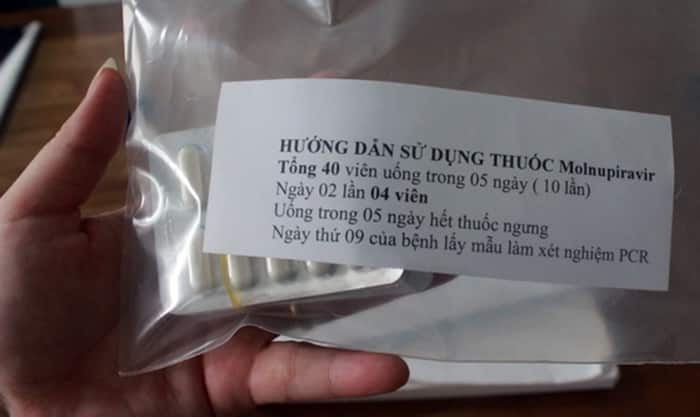 HƯỚNG DẪN SỬ DỤNG THUỐC Molnupiravir
Tổng 40 viên uống trong 05 ngày ( 10 lần)
Ngày 02 lần 04 viên
Uống trong 05 ngày hết thuốc ngưng
Ngày thứ 09 của bệnh lấy mẫu làm xét nghiệm PCR